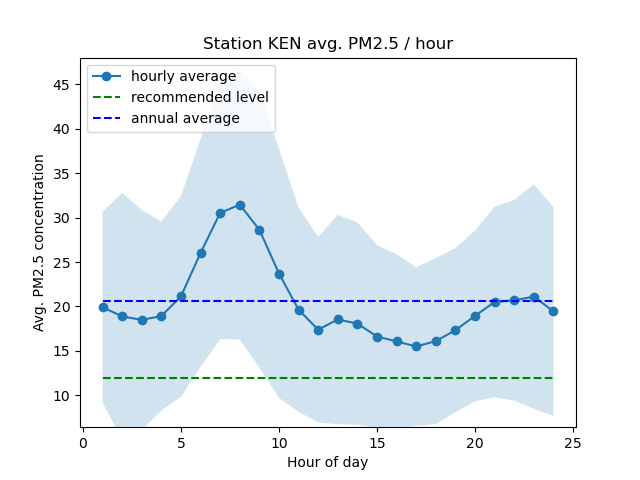 Station KEN avg. PM2.5 / hour
hourly average
recommended level
annual average
Avg. PM2.5 concentration
45
40
35
30
25
20
15
10
0 5 10 15 20 25
Hour of day